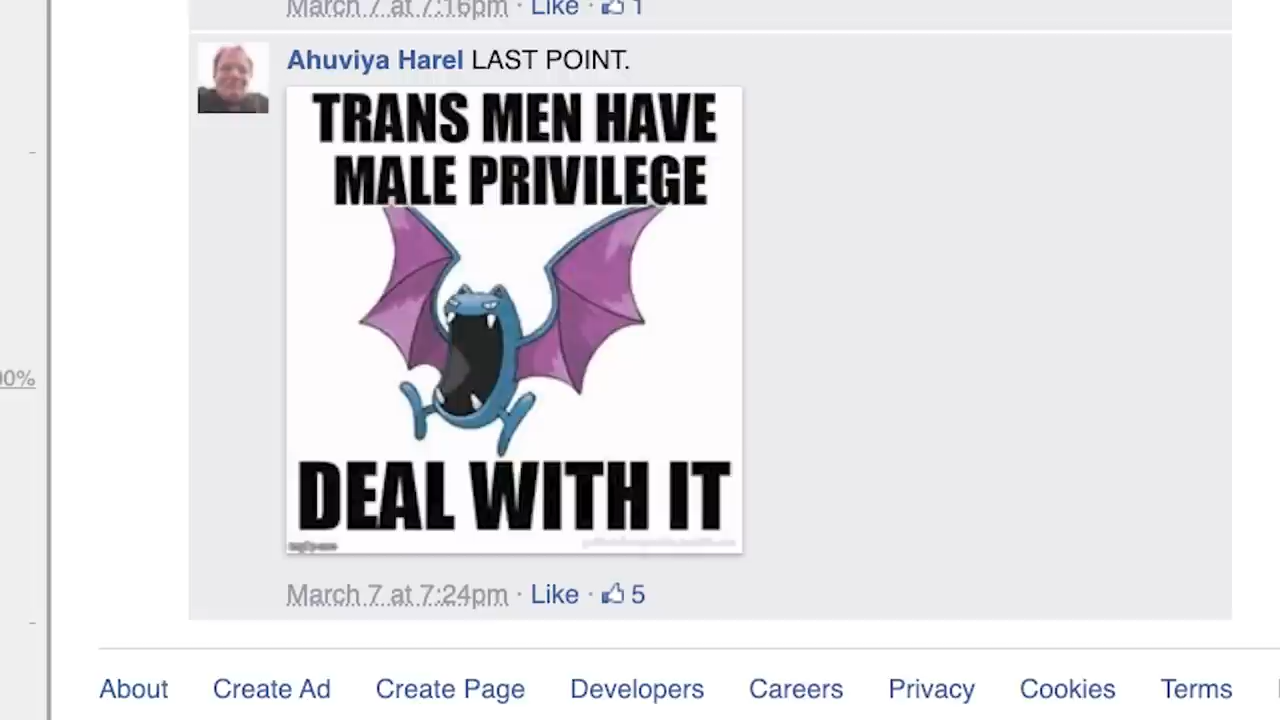 March 7 at 7:16pm · Like · 1
Ahuviya Harel LAST POINT.
TRANS MEN HAVE
MALE PRIVILEGE
DEAL WITH IT
March 7 at 7:24pm · Like · 5
About Create Ad Create Page Developers Careers Privacy Cookies Terms